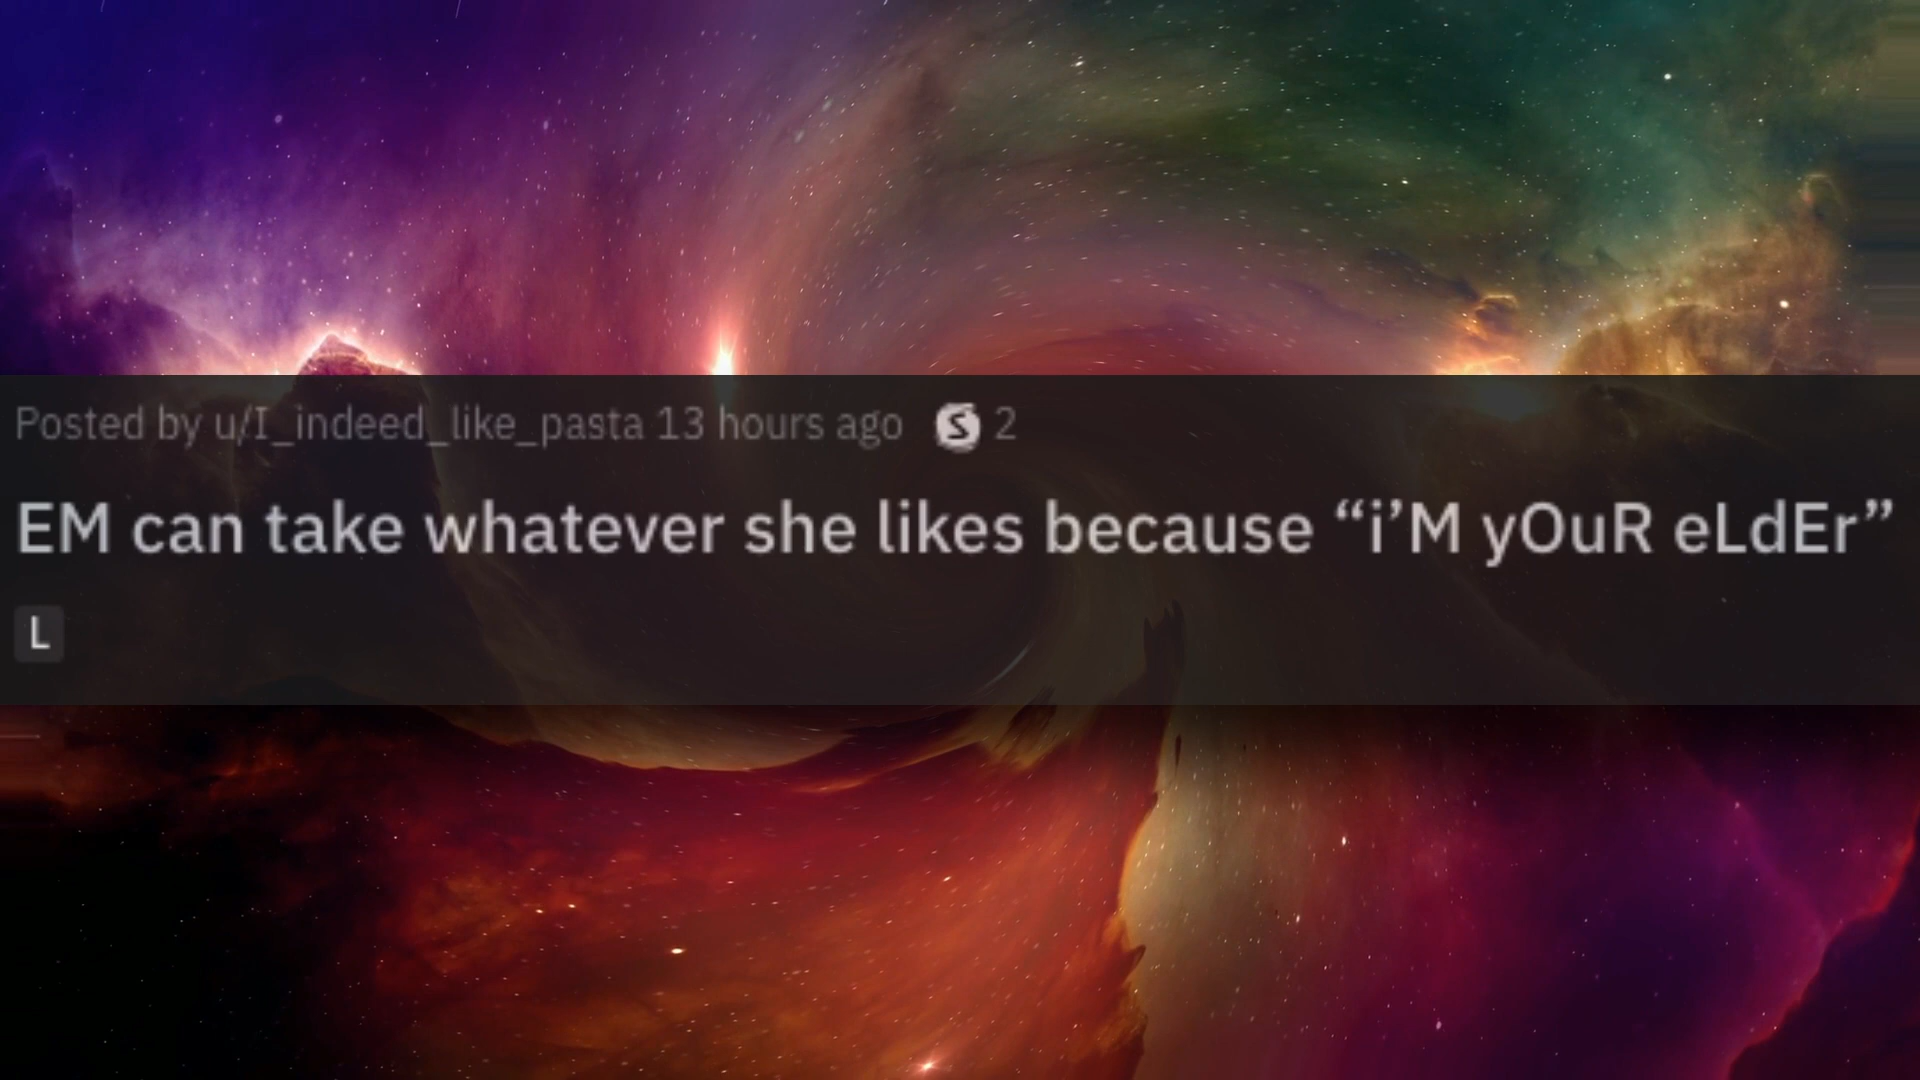 Posted by u/I_indeed_like_pasta 13 hours ago S 2
EM can take whatever she likes because “i’M yOuR eLdEr”
L